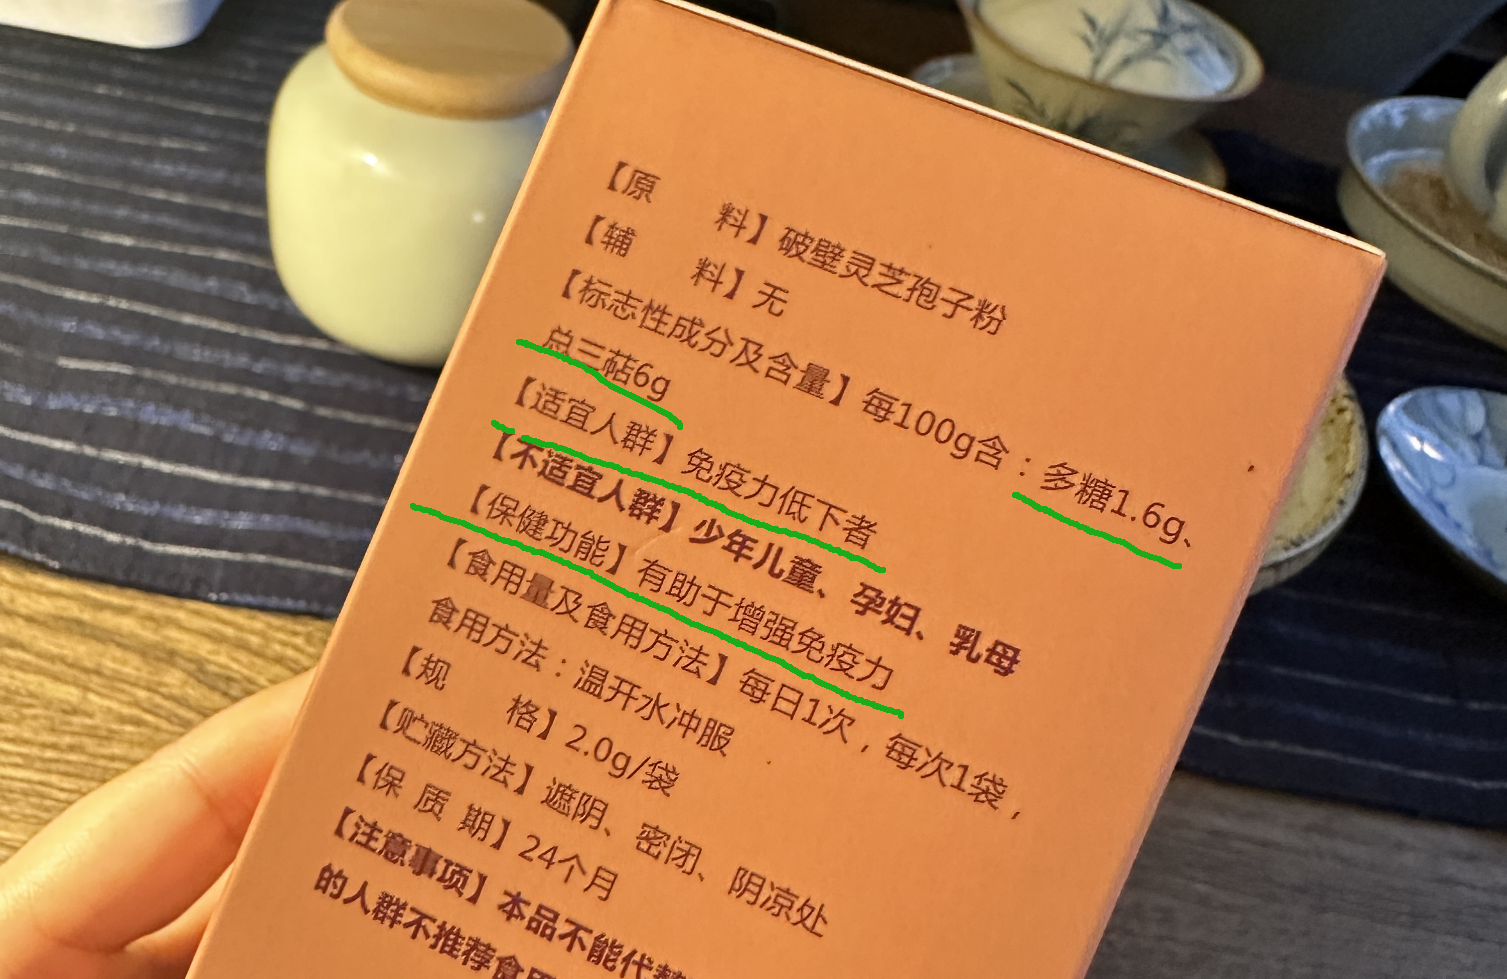 【原 料】破壁灵芝孢子粉
【辅 料】无
【标志性成分及含量】每100g含：多糖1.6g、
总三萜6g
【适宜人群】免疫力低下者
【不适宜人群】少年儿童、孕妇、乳母
【保健功能】有助于增强免疫力
【食用量及食用方法】每日1次，每次1袋，
食用方法：温开水冲服
【规 格】2.0g/袋
【贮藏方法】遮阴、密闭、阴凉处
【保 质 期】24个月
【注意事项】本品不能代替
的人群不推荐食用